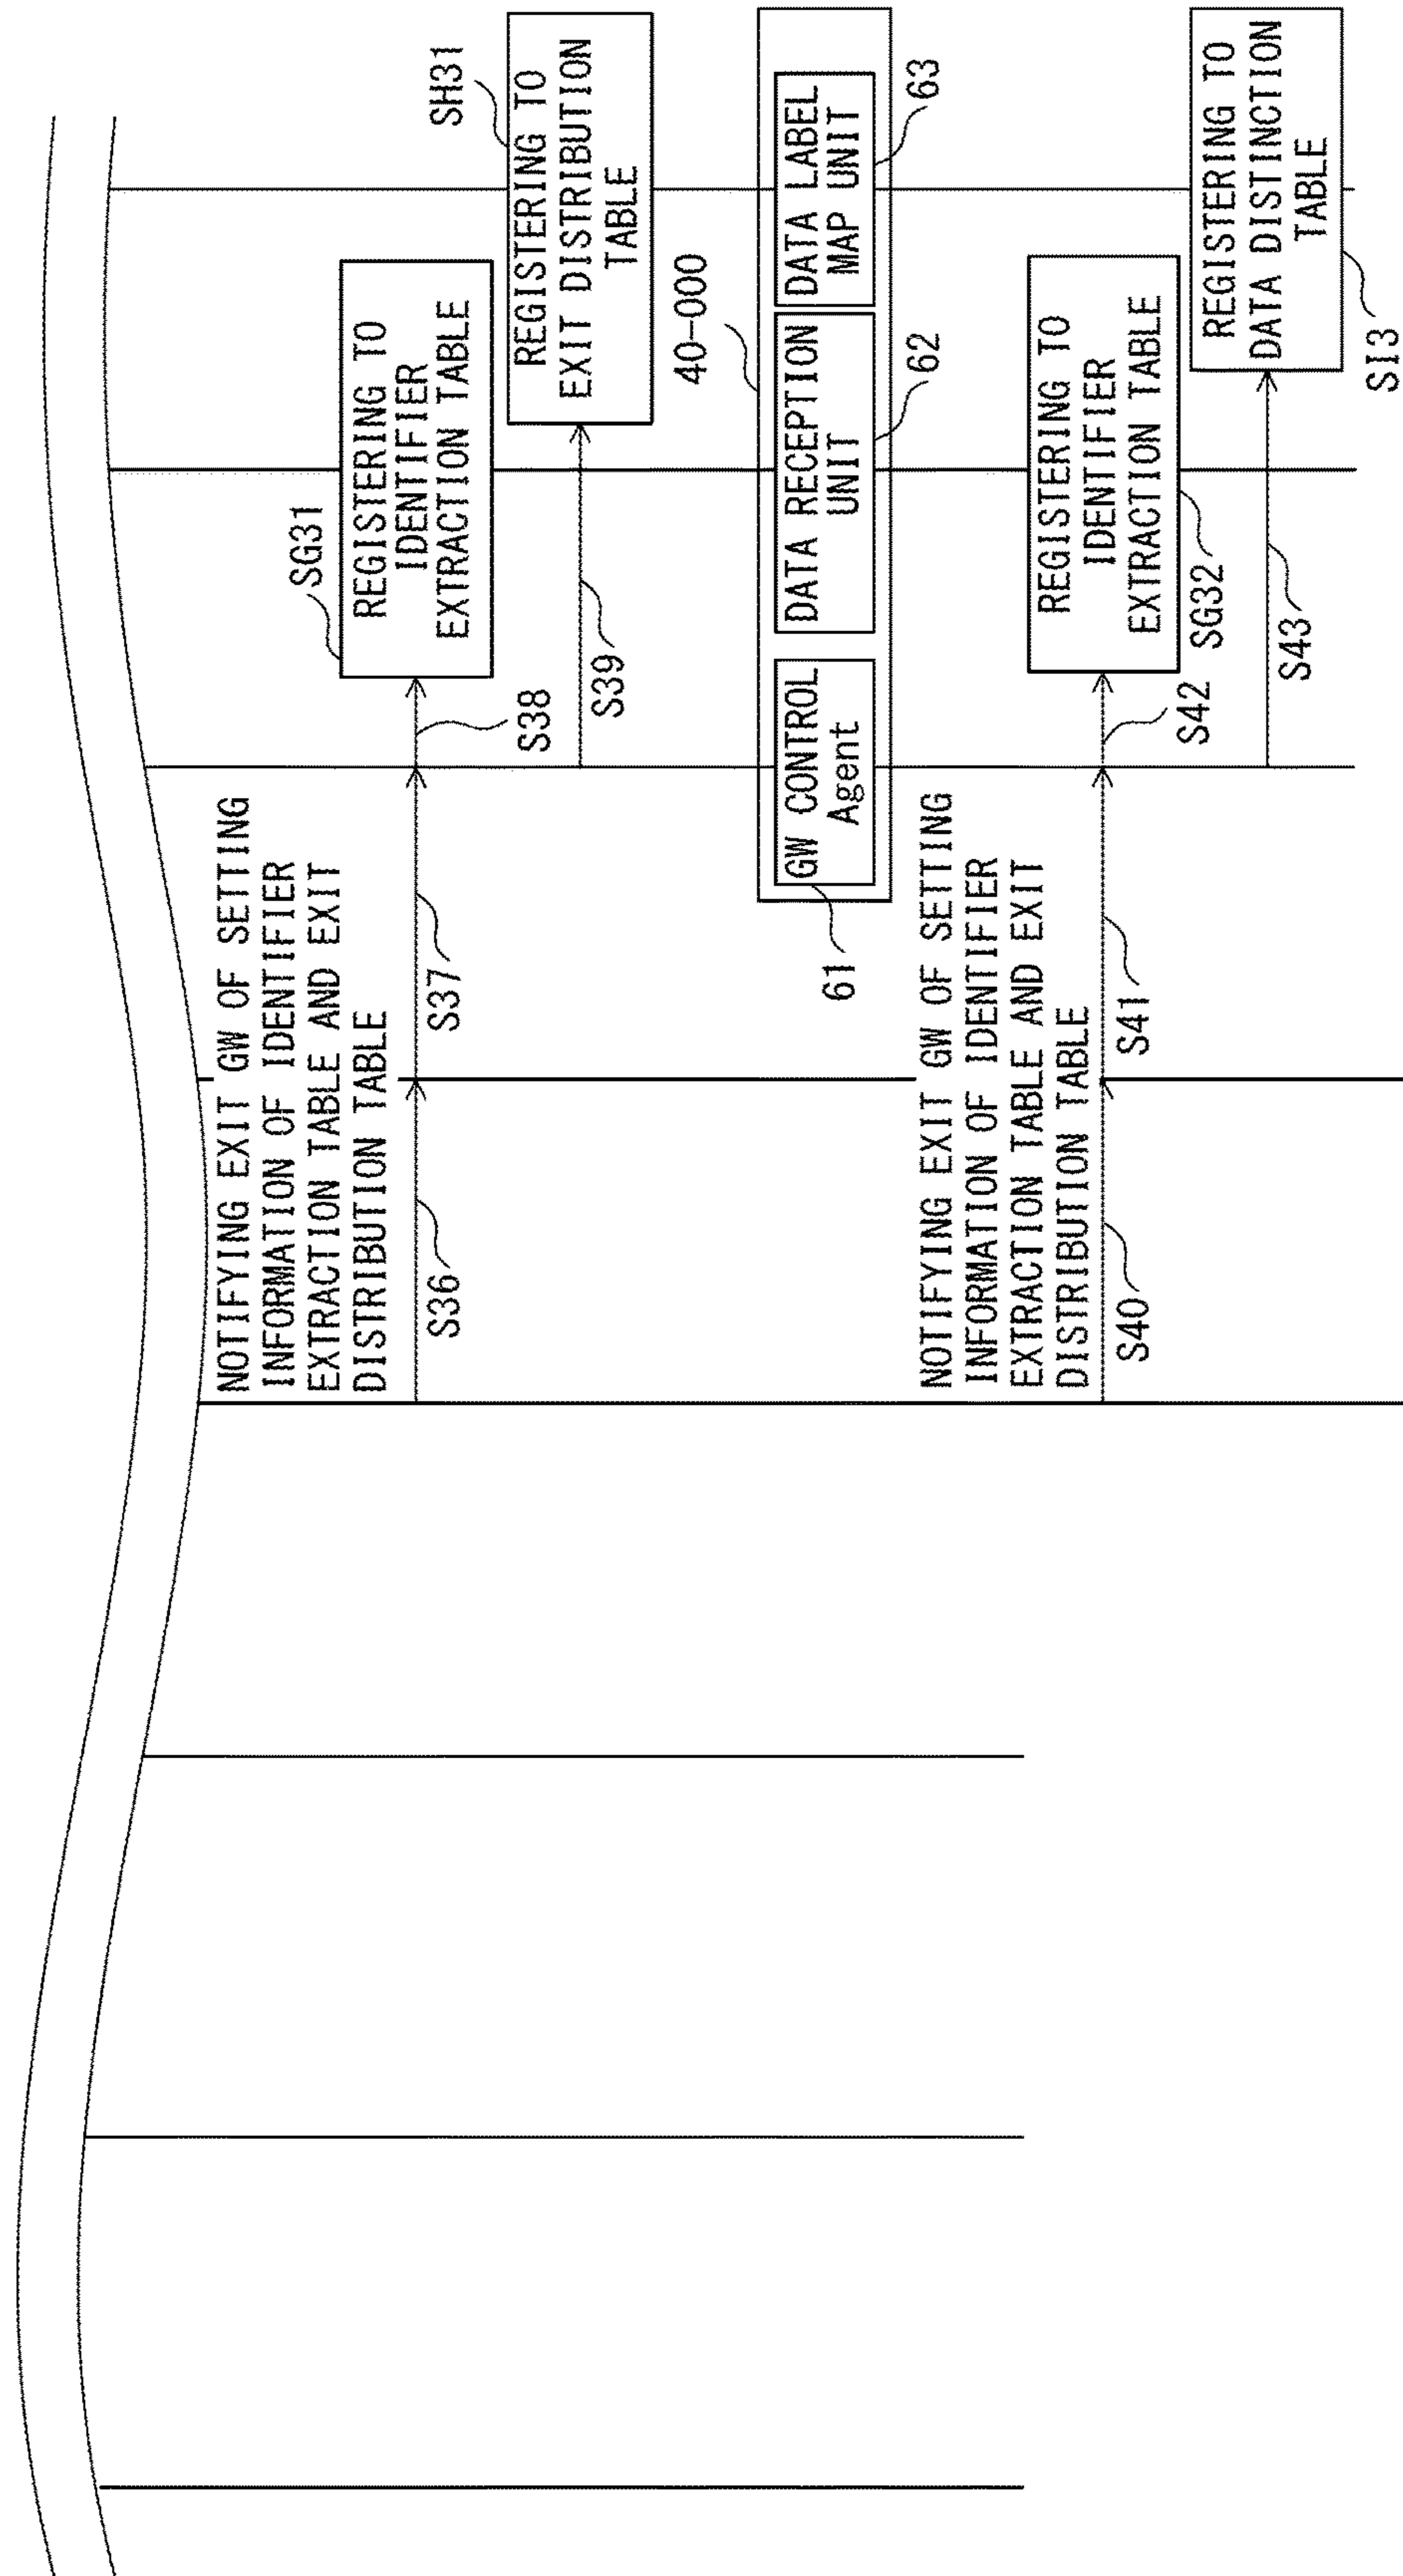 NOTIFYING EXIT GW OF SETTING
INFORMATION OF IDENTIFIER
EXTRACTION TABLE AND EXIT
DISTRIBUTION TABLE
S36
S37
S38
SG31
REGISTERING TO
IDENTIFIER
EXTRACTION TABLE
S39
SH31
REGISTERING TO
EXIT DISTRIBUTION
TABLE
40-000
GW CONTROL
Agent
61
DATA RECEPTION
UNIT
62
DATA LABEL
MAP UNIT
63
NOTIFYING EXIT GW OF SETTING
INFORMATION OF IDENTIFIER
EXTRACTION TABLE AND EXIT
DISTRIBUTION TABLE
S40
S41
S42
REGISTERING TO
IDENTIFIER
EXTRACTION TABLE
SG32
S43
REGISTERING TO
DATA DISTINCTION
TABLE
SI3